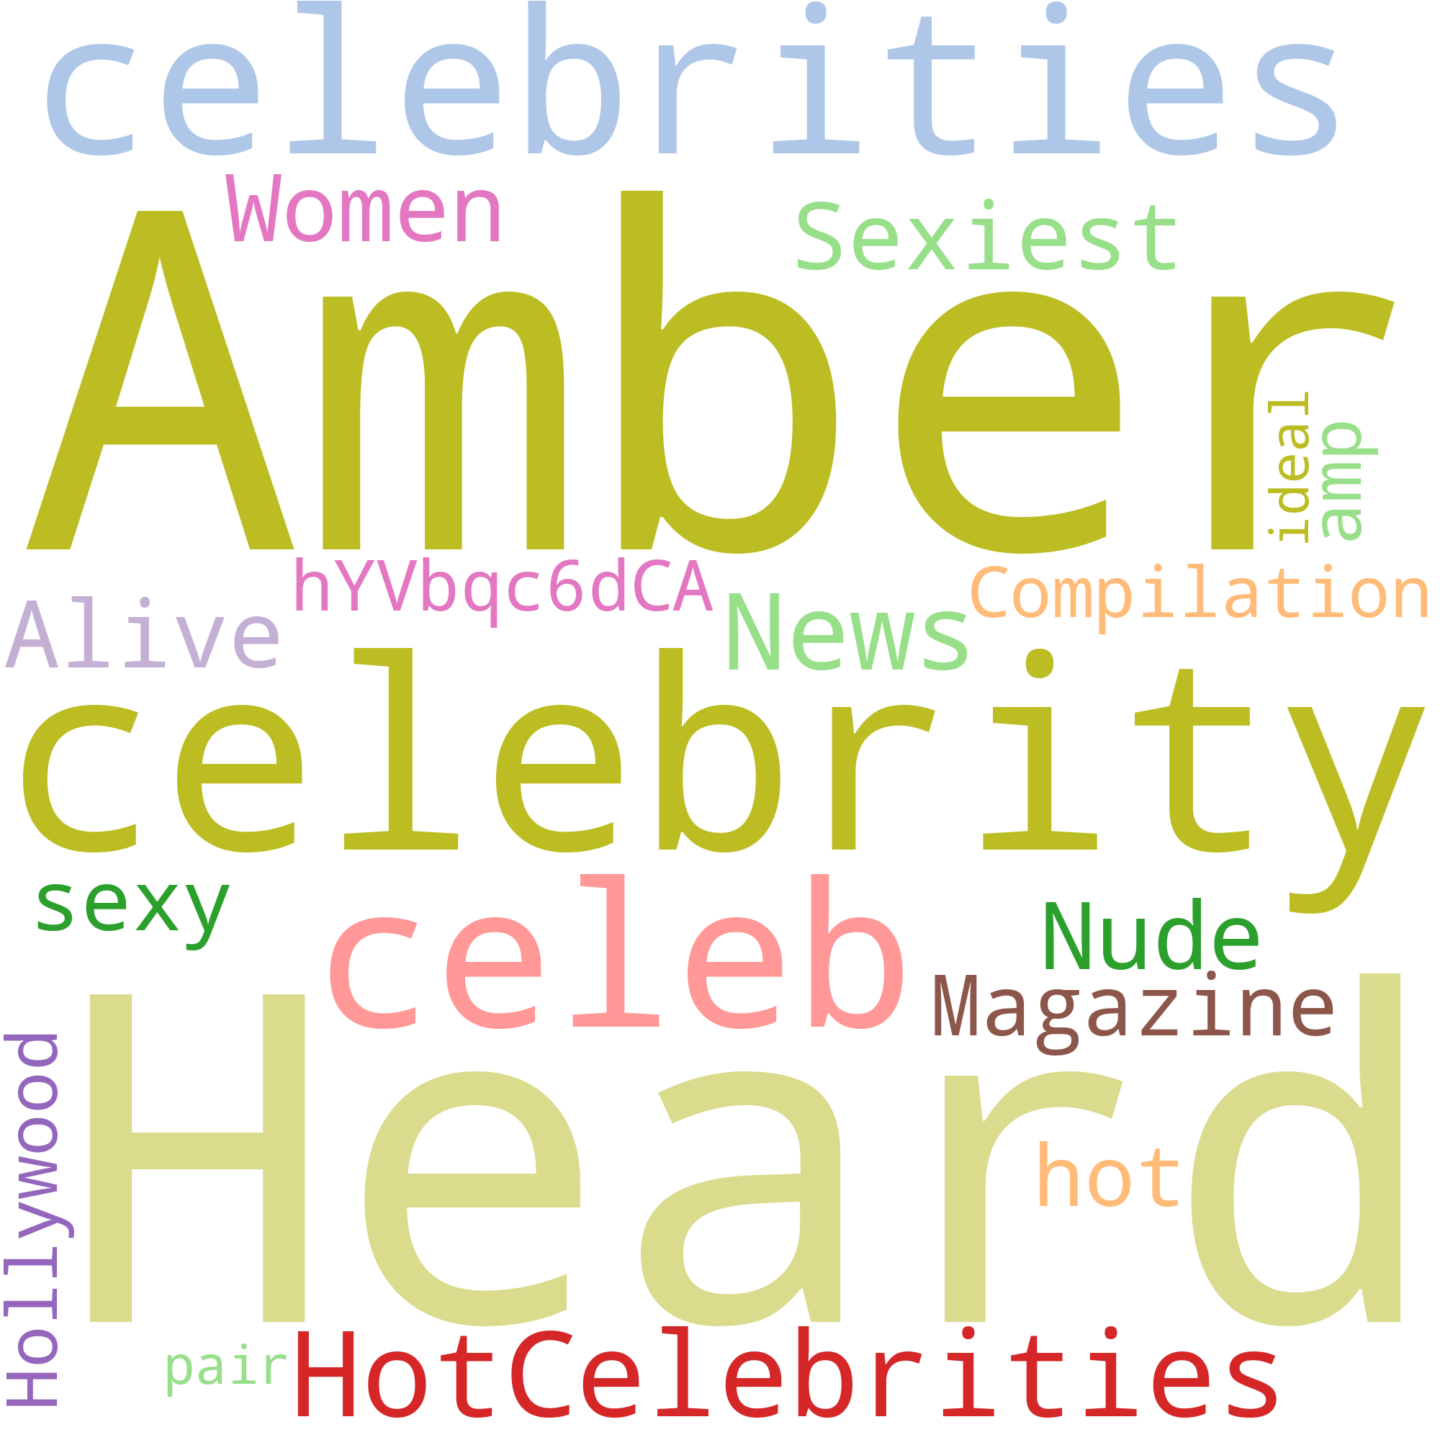 celebrities
Women
Sexiest
Amber
ideal
amp
hYVbqc6dCA
Compilation
Alive
News
celebrity
sexy
celeb
Nude
Magazine
Heard
Hollywood
hot
pair
HotCelebrities